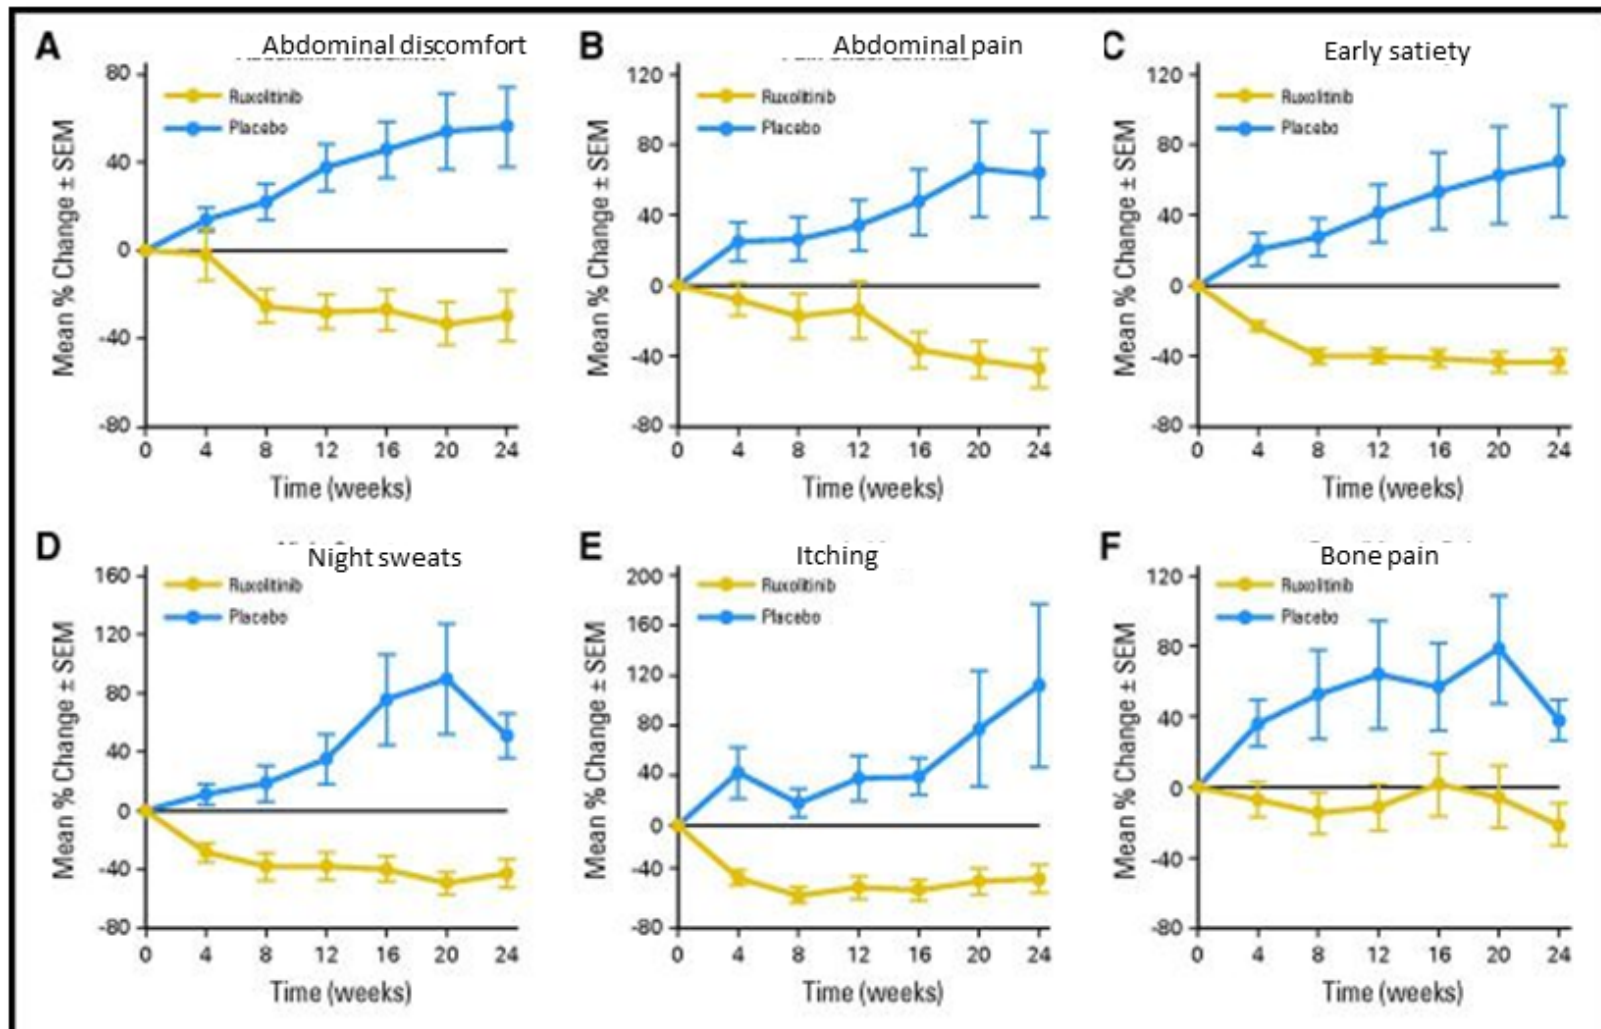 A
Abdominal discomfort
Ruxolitinib
Placebo
Mean % Change ± SEM
80
40
0
-40
-80
0 4 8 12 16 20 24
Time (weeks)
B
Abdominal pain
Ruxolitinib
Placebo
Mean % Change ± SEM
120
80
40
0
-40
-80
0 4 8 12 16 20 24
Time (weeks)
C
Early satiety
Ruxolitinib
Placebo
Mean % Change ± SEM
120
80
40
0
-40
-80
0 4 8 12 16 20 24
Time (weeks)
D
Night sweats
Ruxolitinib
Placebo
Mean % Change ± SEM
160
120
80
40
0
-40
-80
0 4 8 12 16 20 24
Time (weeks)
E
Itching
Ruxolitinib
Placebo
Mean % Change ± SEM
200
160
120
80
40
0
-40
-80
0 4 8 12 16 20 24
Time (weeks)
F
Bone pain
Ruxolitinib
Placebo
Mean % Change ± SEM
120
80
40
0
-40
-80
0 4 8 12 16 20 24
Time (weeks)